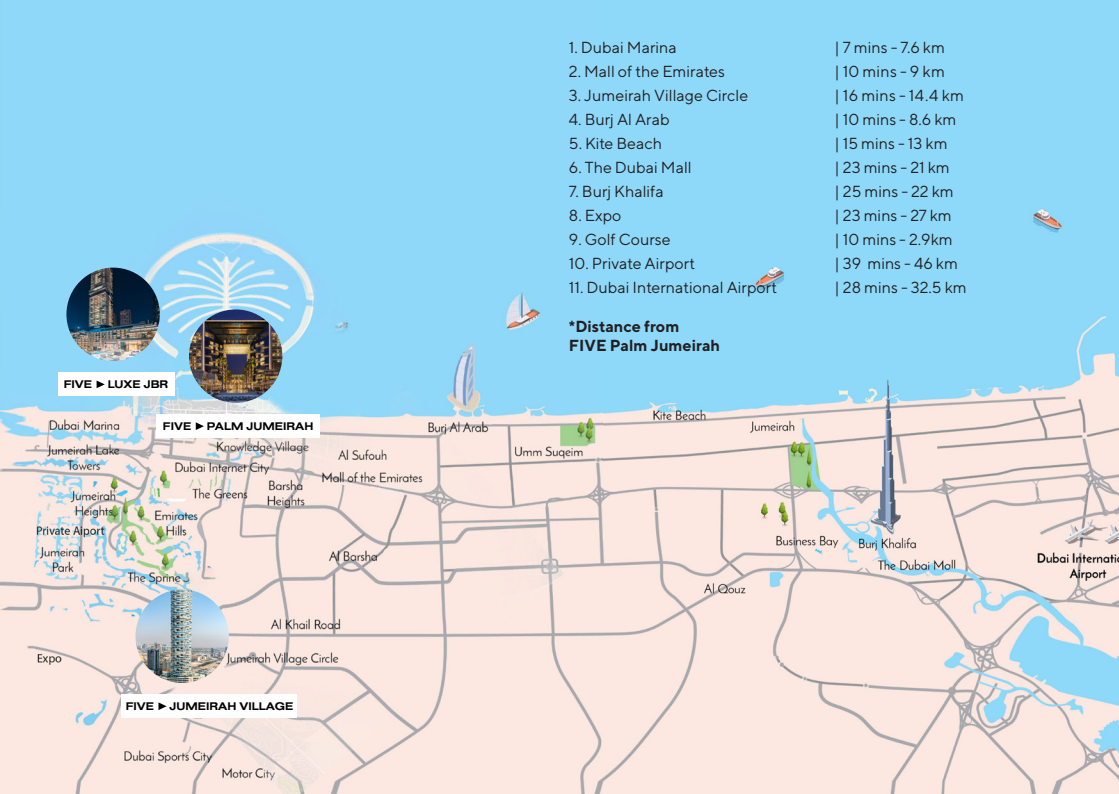 1. Dubai Marina | 7 mins - 7.6 km
2. Mall of the Emirates | 10 mins - 9 km
3. Jumeirah Village Circle | 16 mins - 14.4 km
4. Burj Al Arab | 10 mins - 8.6 km
5. Kite Beach | 15 mins - 13 km
6. The Dubai Mall | 23 mins - 21 km
7. Burj Khalifa | 25 mins - 22 km
8. Expo | 23 mins - 27 km
9. Golf Course | 10 mins - 2.9km
10. Private Airport | 39 mins - 46 km
11. Dubai International Airport | 28 mins - 32.5 km
*Distance from
FIVE Palm Jumeirah
FIVE ► LUXE JBR
FIVE ► PALM JUMEIRAH
Dubai Marina
Burj Al Arab
Kite Beach
Jumeirah
Jumeirah Lake
Towers
Knowledge Village
Al Sufouh
Umm Suqeim
Dubai Internet City
Mall of the Emirates
The Greens
Barsha
Heights
Jumeirah
Heights
Emirates
Hills
Private Aiport
Business Bay
Burj Khalifa
Jumeirah
Park
Al Barsha
The Dubai Mall
Dubai Internatio
Airport
The Sprine
Al Qouz
Al Khail Road
Expo
Jumeirah Village Circle
FIVE ► JUMEIRAH VILLAGE
Dubai Sports City
Motor City